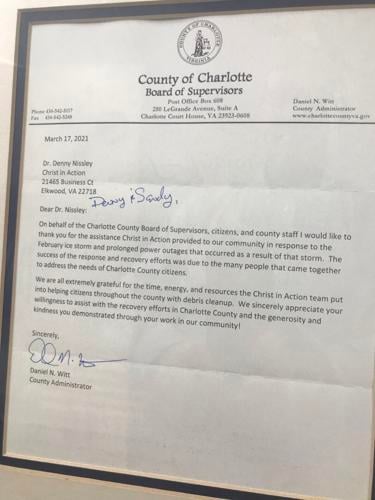 COUNTY OF CHARLOTTE
VIRGINIA
County of Charlotte
Board of Supervisors
Post Office Box 608
250 LeGrande Avenue, Suite A
Charlotte Court House, VA 23923-0608
Phone 434-542-5117
Fax 434-542-5248
Daniel N. Witt
County Administrator
www.charlottecountyva.gov
March 17, 2021
Dr. Denny Nissley
Christ in Action
21465 Business Ct
Elkwood, VA 22718
Denny & Sandy,
Dear Dr. Nissley:
On behalf of the Charlotte County Board of Supervisors, citizens, and county staff I would like to
thank you for the assistance Christ in Action provided to our community in response to the
February ice storm and prolonged power outages that occurred as a result of that storm. The
success of the response and recovery efforts was due to the many people that came together
to address the needs of Charlotte County citizens.
We are all extremely grateful for the time, energy, and resources the Christ in Action team put
into helping citizens throughout the county with debris cleanup. We sincerely appreciate your
willingness to assist with the recovery efforts in Charlotte County and the generosity and
kindness you demonstrated through your work in our community!
Sincerely,
Daniel N. Witt
County Administrator